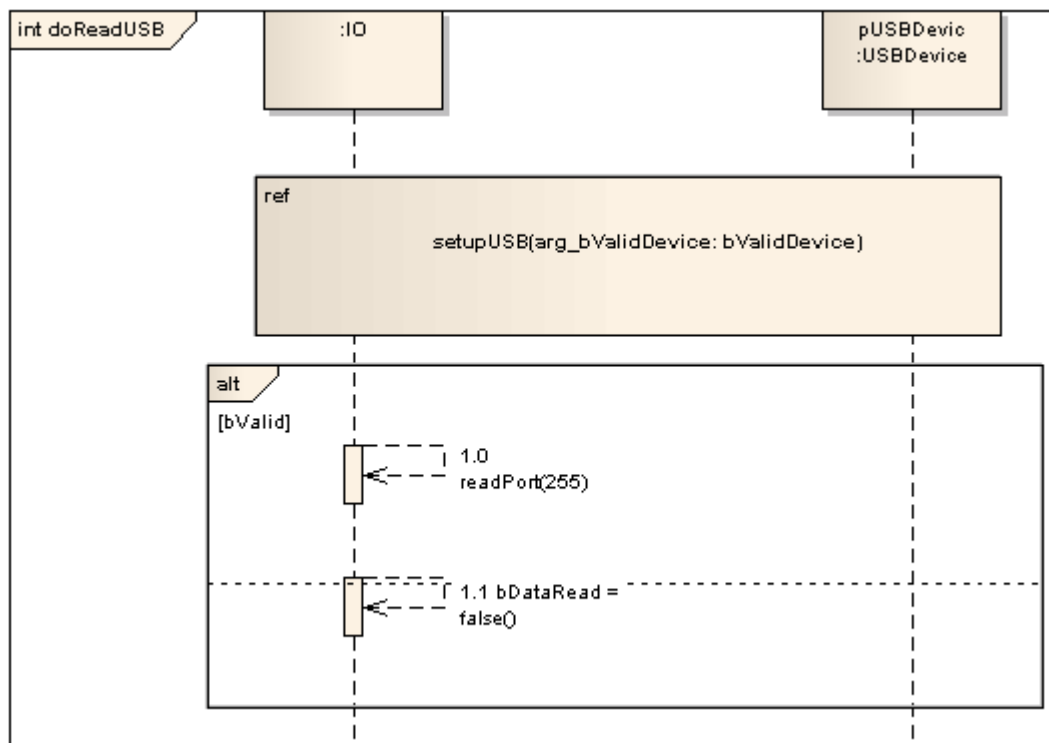 int doReadUSB
:IO
pUSBDevic
:USBDevice
ref
setupUSB(arg_bValidDevice: bValidDevice)
alt
[bValid]
1.0
readPort(255)
1.1 bDataRead =
false()